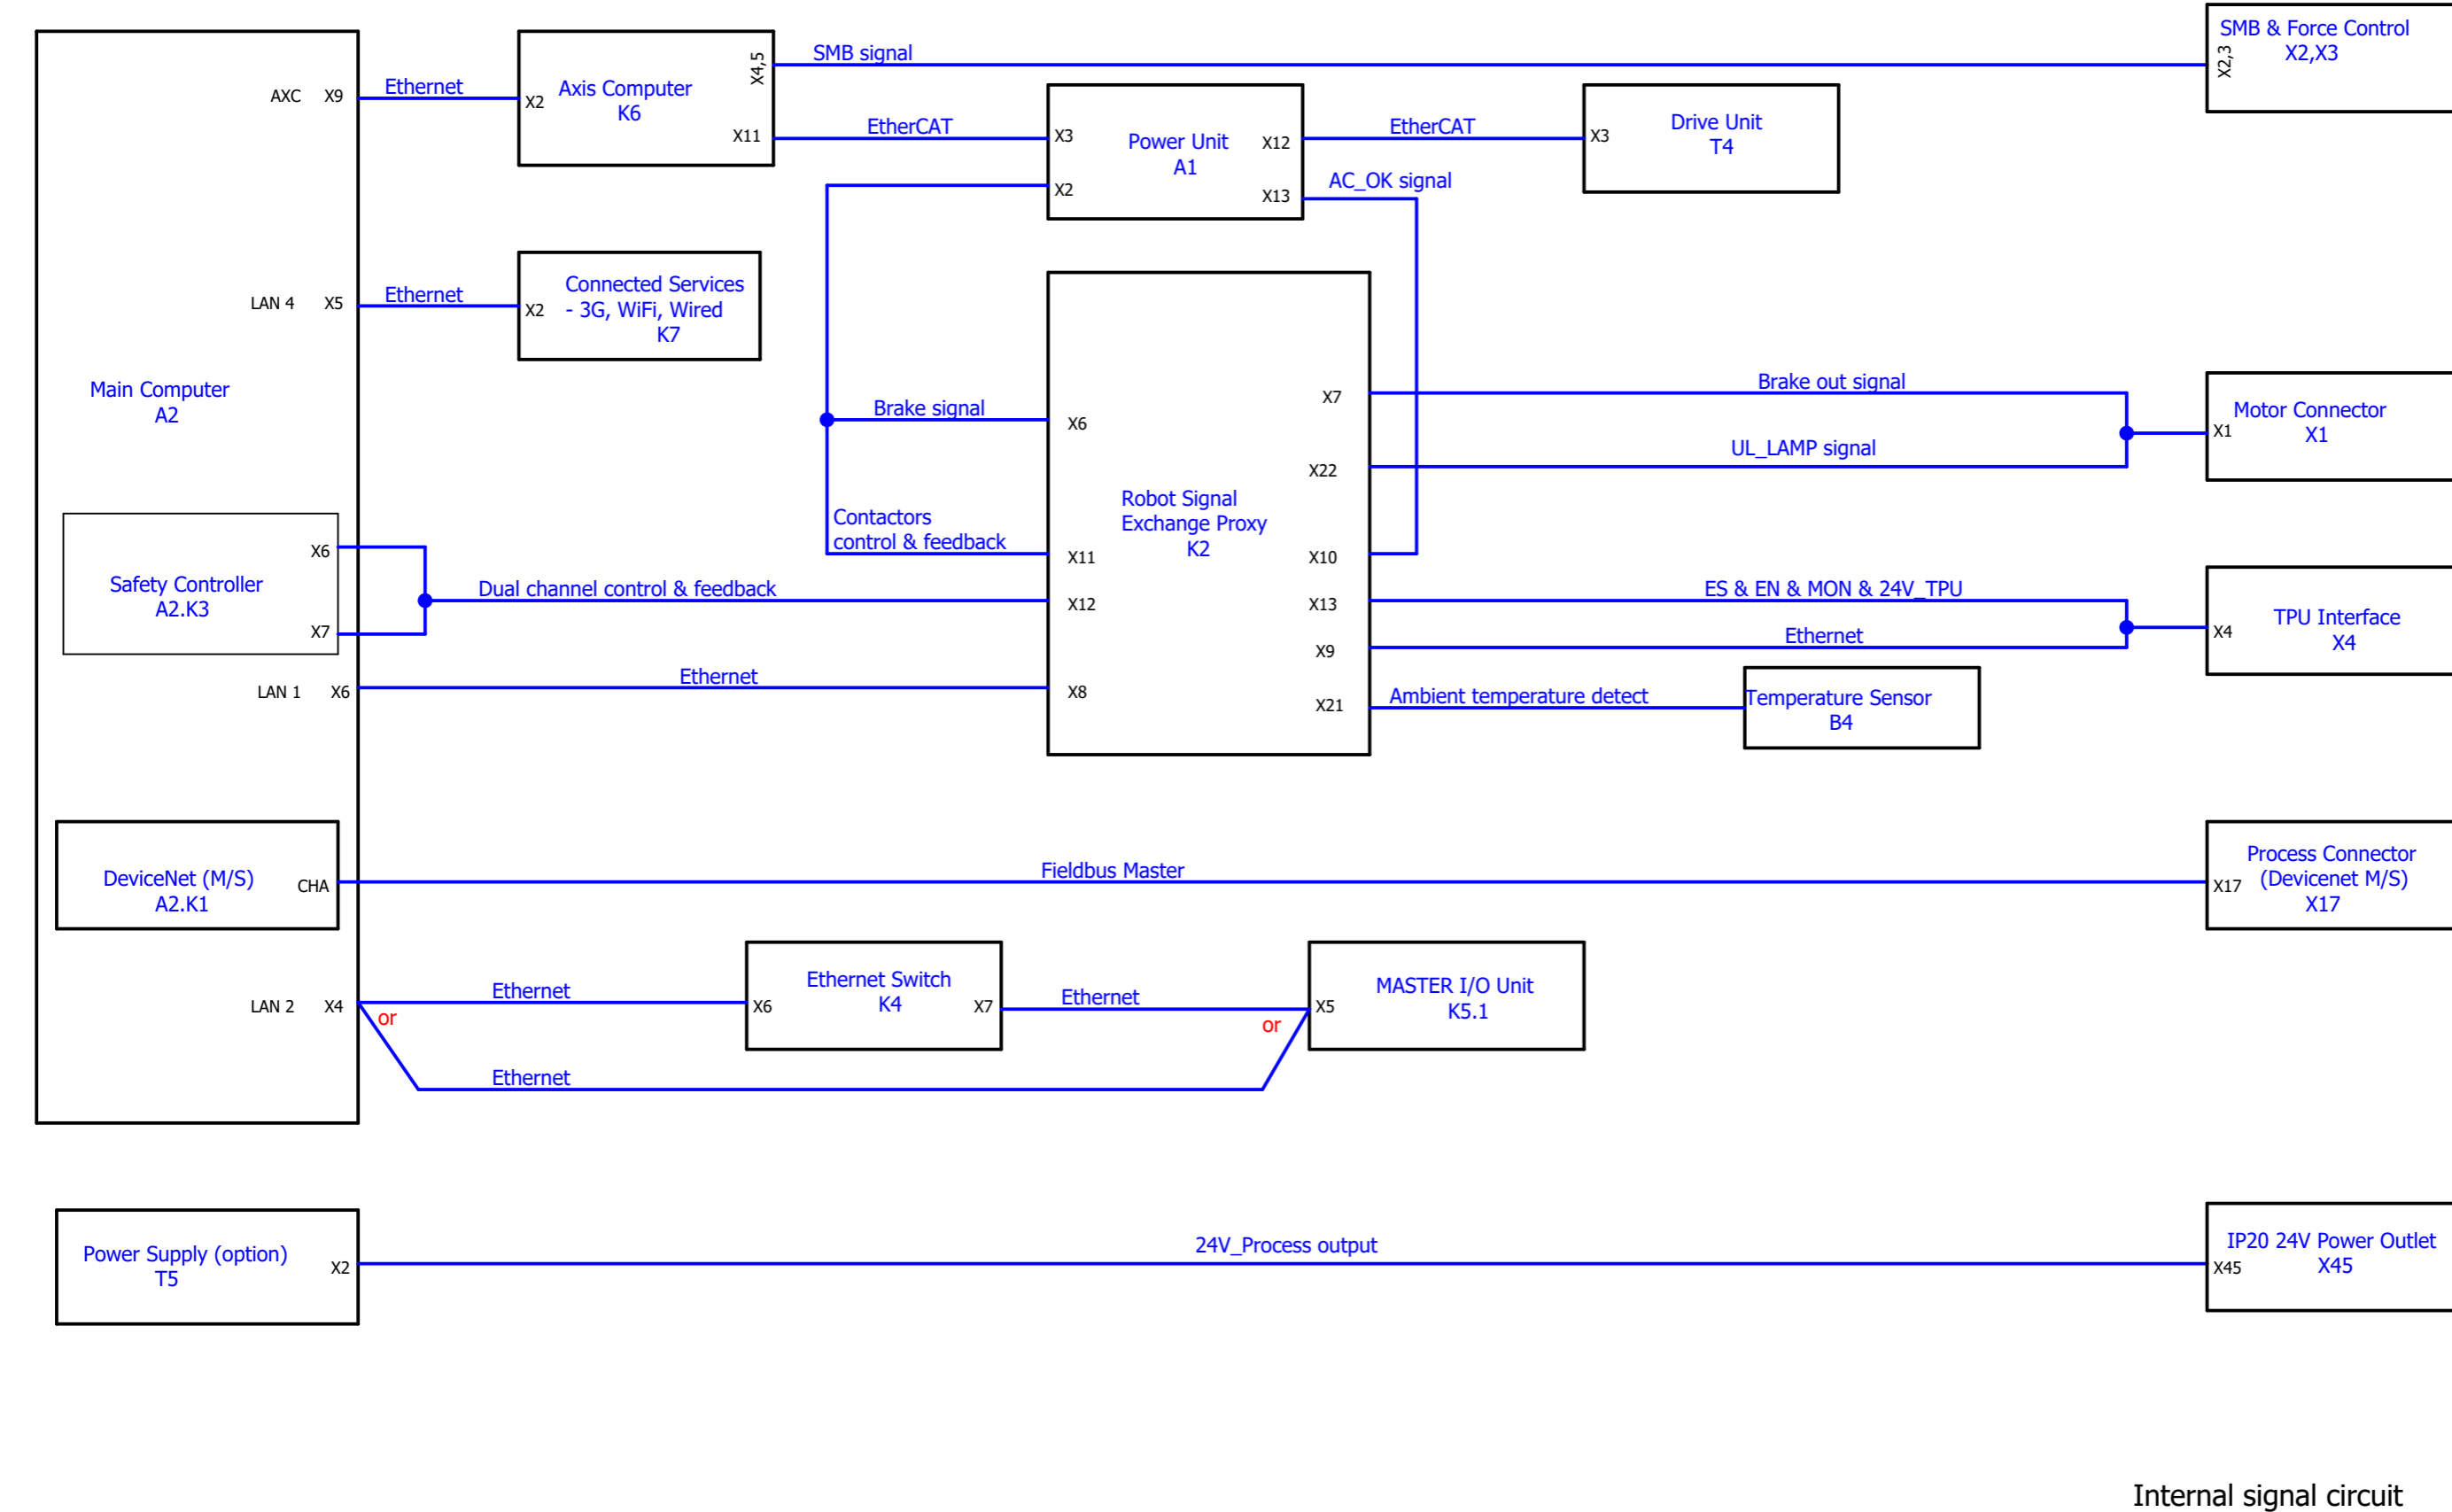 SMB & Force Control
X2,X3
X2,3
SMB signal
X4,5
AXC X9
Ethernet
X2
Axis Computer
K6
X11
EtherCAT
X3
Power Unit
A1
X12
X2
X13
EtherCAT
X3
Drive Unit
T4
AC_OK signal
LAN 4 X5
Ethernet
X2
Connected Services
- 3G, WiFi, Wired
K7
Main Computer
A2
Brake signal
X6
X7
Brake out signal
X22
UL_LAMP signal
X1
Motor Connector
X1
Robot Signal
Exchange Proxy
K2
Contactors
control & feedback
X11
X10
X6
Safety Controller
A2.K3
X7
Dual channel control & feedback
X12
X13
ES & EN & MON & 24V_TPU
X9
Ethernet
X4
TPU Interface
X4
LAN 1 X6
Ethernet
X8
X21
Ambient temperature detect
Temperature Sensor
B4
DeviceNet (M/S)
A2.K1
CHA
Fieldbus Master
X17
Process Connector
(Devicenet M/S)
X17
LAN 2 X4
or
Ethernet
X6
Ethernet Switch
K4
X7
Ethernet
or
X5
MASTER I/O Unit
K5.1
Ethernet
Power Supply (option)
T5
X2
24V_Process output
X45
IP20 24V Power Outlet
X45
Internal signal circuit